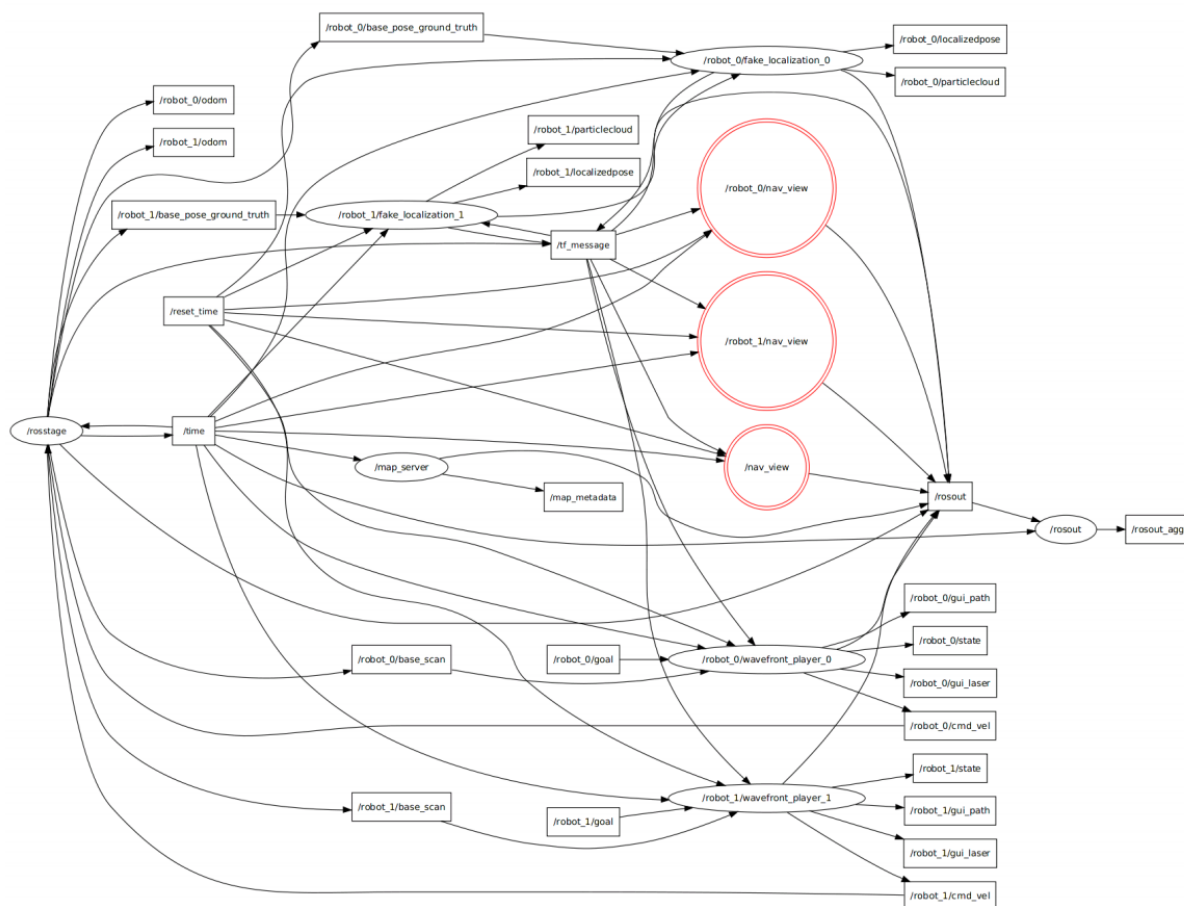 /robot_0/base_pose_ground_truth
/robot_0/localizedpose
/robot_0/fake_localization_0
/robot_0/particlecloud
/robot_0/odom
/robot_1/particlecloud
/robot_1/odom
/robot_1/localizedpose
/robot_0/nav_view
/robot_1/base_pose_ground_truth
/robot_1/fake_localization_1
/tf_message
/reset_time
/robot_1/nav_view
/rosstage
/time
/map_server
/nav_view
/map_metadata
/rosout
/rosout
/rosout_agg
/robot_0/gui_path
/robot_0/base_scan
/robot_0/goal
/robot_0/wavefront_player_0
/robot_0/state
/robot_0/gui_laser
/robot_0/cmd_vel
/robot_1/state
/robot_1/base_scan
/robot_1/goal
/robot_1/wavefront_player_1
/robot_1/gui_path
/robot_1/gui_laser
/robot_1/cmd_vel